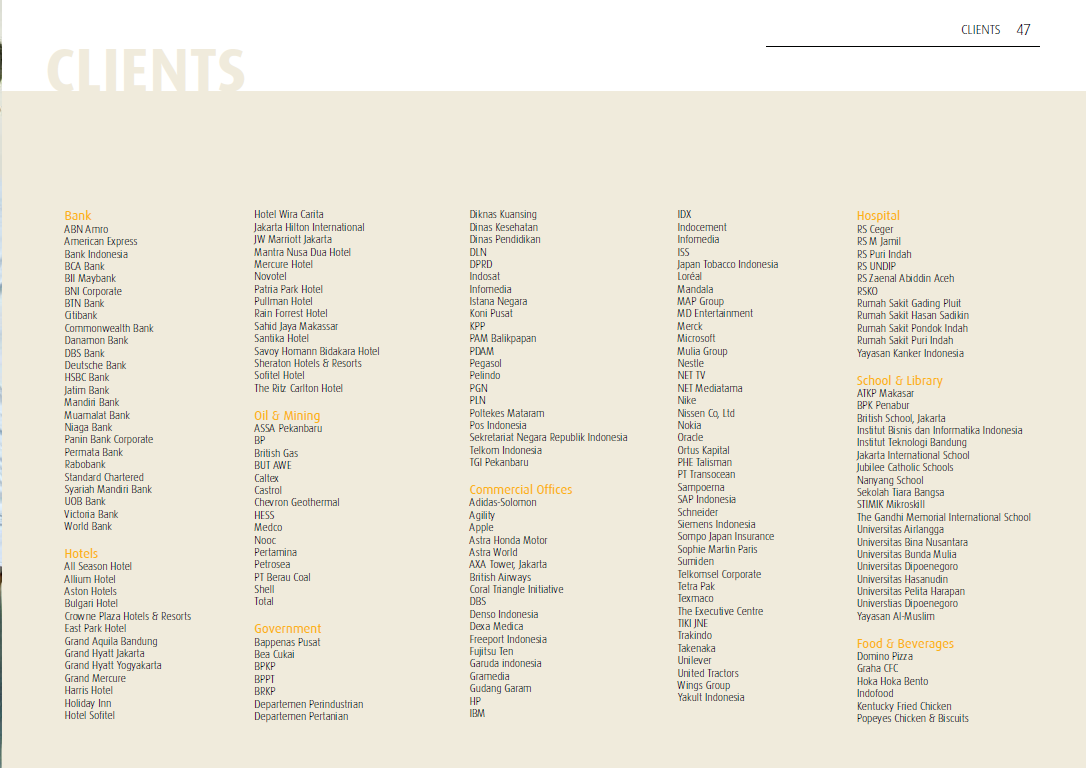 CLIENTS 47
CLIENTS
Bank
ABN Amro
American Express
Bank Indonesia
BCA Bank
BII Maybank
BNI Corporate
BTN Bank
Citibank
Commonwealth Bank
Danamon Bank
DBS Bank
Deutsche Bank
HSBC Bank
Jatim Bank
Mandiri Bank
Muamalat Bank
Niaga Bank
Panin Bank Corporate
Permata Bank
Rabobank
Standard Chartered
Syariah Mandiri Bank
UOB Bank
Victoria Bank
World Bank
Hotels
All Season Hotel
Allium Hotel
Aston Hotels
Bulgari Hotel
Crowne Plaza Hotels & Resorts
East Park Hotel
Grand Aquila Bandung
Grand Hyatt Jakarta
Grand Hyatt Yogyakarta
Grand Mercure
Harris Hotel
Holiday Inn
Hotel Sofitel
Hotel Wira Carita
Jakarta Hilton International
JW Marriott Jakarta
Mantra Nusa Dua Hotel
Mercure Hotel
Novotel
Patria Park Hotel
Pullman Hotel
Rain Forrest Hotel
Sahid Jaya Makassar
Santika Hotel
Savoy Homann Bidakara Hotel
Sheraton Hotels & Resorts
Sofitel Hotel
The Ritz Carlton Hotel
Oil & Mining
ASSA Pekanbaru
BP
British Gas
BUT AWE
Caltex
Castrol
Chevron Geothermal
HESS
Medco
Nooc
Pertamina
Petrosea
PT Berau Coal
Shell
Total
Government
Bappenas Pusat
Bea Cukai
BPKP
BPPT
BRKP
Departemen Perindustrian
Departemen Pertanian
Diknas Kuansing
Dinas Kesehatan
Dinas Pendidikan
DLN
DPRD
Indosat
Infomedia
Istana Negara
Koni Pusat
KPP
PAM Balikpapan
PDAM
Pegasol
Pelindo
PGN
PLN
Poltekes Mataram
Pos Indonesia
Sekretariat Negara Republik Indonesia
Telkom Indonesia
TGI Pekanbaru
Commercial Offices
Adidas-Solomon
Agility
Apple
Astra Honda Motor
Astra World
AXA Tower, Jakarta
British Airways
Coral Triangle Initiative
DBS
Denso Indonesia
Dexa Medica
Freeport Indonesia
Fujitsu Ten
Garuda indonesia
Gramedia
Gudang Garam
HP
IBM
IDX
Indocement
Infomedia
ISS
Japan Tobacco Indonesia
Loréal
Mandala
MAP Group
MD Entertainment
Merck
Microsoft
Mulia Group
Nestle
NET TV
NET Mediatama
Nike
Nissen Co, Ltd
Nokia
Oracle
Ortus Kapital
PHE Talisman
PT Transocean
Sampoerna
SAP Indonesia
Schneider
Siemens Indonesia
Sompo Japan Insurance
Sophie Martin Paris
Sumiden
Telkomsel Corporate
Tetra Pak
Texmaco
The Executive Centre
TIKI JNE
Trakindo
Takenaka
Unilever
United Tractors
Wings Group
Yakult Indonesia
Hospital
RS Ceger
RS M Jamil
RS Puri Indah
RS UNDIP
RS Zaenal Abiddin Aceh
RSKO
Rumah Sakit Gading Pluit
Rumah Sakit Hasan Sadikin
Rumah Sakit Pondok Indah
Rumah Sakit Puri Indah
Yayasan Kanker Indonesia
School & Library
ATKP Makasar
BPK Penabur
British School, Jakarta
Institut Bisnis dan Informatika Indonesia
Institut Teknologi Bandung
Jakarta International School
Jubilee Catholic Schools
Nanyang School
Sekolah Tiara Bangsa
STIMIK Mikroskill
The Gandhi Memorial International School
Universitas Airlangga
Universitas Bina Nusantara
Universitas Bunda Mulia
Universitas Dipoenegoro
Universitas Hasanudin
Universitas Pelita Harapan
Universtias Dipoenegoro
Yayasan Al-Muslim
Food & Beverages
Domino Pizza
Graha CFC
Hoka Hoka Bento
Indofood
Kentucky Fried Chicken
Popeyes Chicken & Biscuits